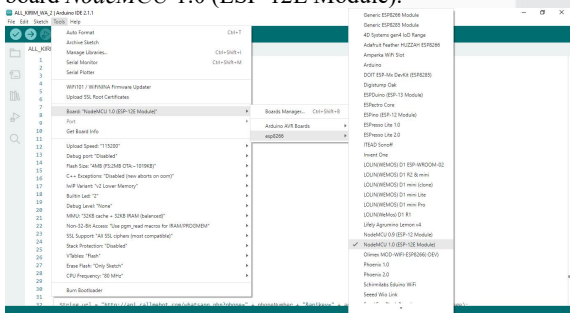 board NodeMCU 1.0 (ESP-12E Module).
ALL_KIRIM_WA_2 | Arduino IDE 2.1.1
File Edit Sketch Tools Help
Auto Format Ctrl+T
Archive Sketch
Manage Libraries... Ctrl+Shift+I
Serial Monitor Ctrl+Shift+M
Serial Plotter
WiFi101 / WiFiNINA Firmware Updater
Upload SSL Root Certificates
Board: "NodeMCU 1.0 (ESP-12E Module)"
Port
Get Board Info
Upload Speed: "115200"
Debug port: "Disabled"
Flash Size: "4MB (FS:2MB OTA:~1019KB)"
C++ Exceptions: "Disabled (new aborts on oom)"
lwIP Variant: "v2 Lower Memory"
Builtin Led: "2"
Debug Level: "None"
MMU: "32KB cache + 32KB IRAM (balanced)"
Non-32-Bit Access: "Use pgm_read macros for IRAM/PROGMEM"
SSL Support: "All SSL ciphers (most compatible)"
Stack Protection: "Disabled"
VTables: "Flash"
Erase Flash: "Only Sketch"
CPU Frequency: "80 MHz"
Burn Bootloader
Boards Manager... Ctrl+Shift+B
Arduino AVR Boards
esp8266
Generic ESP8266 Module
Generic ESP8285 Module
4D Systems gen4 IoD Range
Adafruit Feather HUZZAH ESP8266
Amperka WiFi Slot
Arduino
DOIT ESP-Mx DevKit (ESP8285)
Digistump Oak
ESPDuino (ESP-13 Module)
ESPectro Core
ESPino (ESP-12 Module)
ESPresso Lite 1.0
ESPresso Lite 2.0
ITEAD Sonoff
Invent One
LOLIN(WEMOS) D1 ESP-WROOM-02
LOLIN(WEMOS) D1 R2 & mini
LOLIN(WEMOS) D1 mini (clone)
LOLIN(WEMOS) D1 mini Lite
LOLIN(WEMOS) D1 mini Pro
LOLIN(WeMos) D1 R1
Lifely Agrumino Lemon v4
NodeMCU 0.9 (ESP-12 Module)
NodeMCU 1.0 (ESP-12E Module)
Olimex MOD-WIFI-ESP8266(-DEV)
Phoenix 1.0
Phoenix 2.0
Schirmilabs Eduino WiFi
Seeed Wio Link